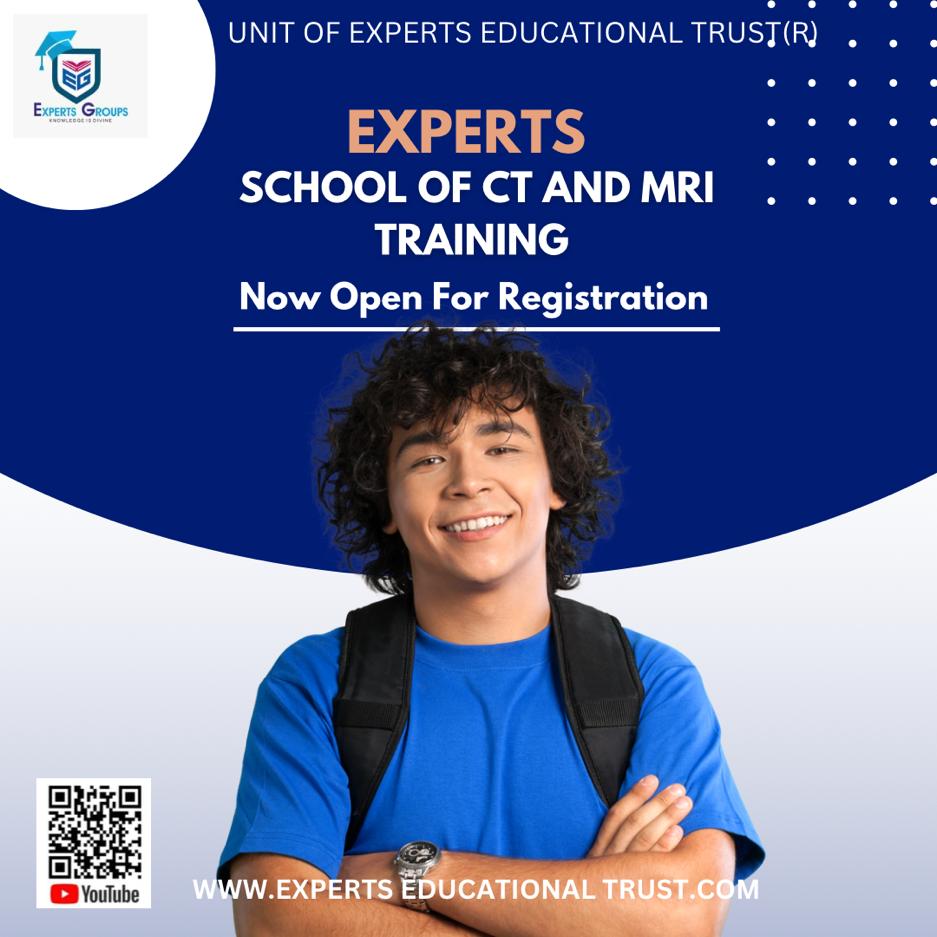 UNIT OF EXPERTS EDUCATIONAL TRUST(R)
EG
EXPERTS GROUPS
KNOWLEDGE IS DIVINE
EXPERTS
SCHOOL OF CT AND MRI
TRAINING
Now Open For Registration
YouTube
WWW.EXPERTS EDUCATIONAL TRUST.COM